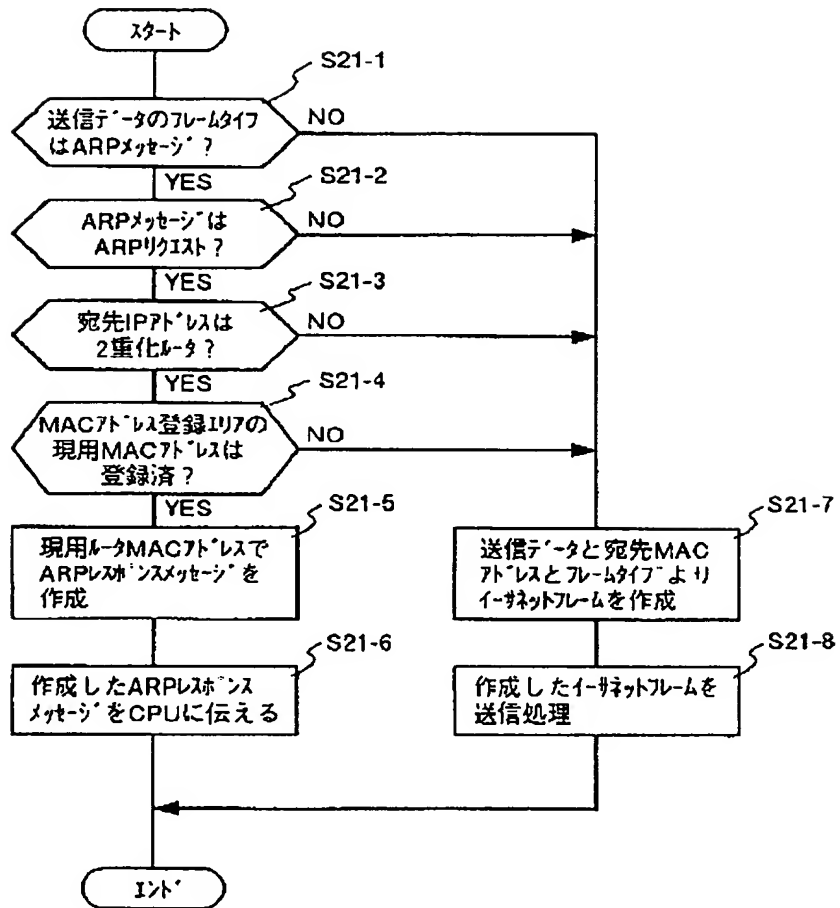 スタート
S21-1
送信ﾃﾞｰﾀのﾌﾚｰﾑﾀｲﾌﾟ
はARPﾒｯｾｰｼﾞ?
NO
YES
S21-2
ARPﾒｯｾｰｼﾞは
ARPﾘｸｴｽﾄ?
NO
YES
S21-3
宛先IPｱﾄﾞﾚｽは
2重化ﾙｰﾀ?
NO
YES
S21-4
MACｱﾄﾞﾚｽ登録ｴﾘｱの
現用MACｱﾄﾞﾚｽは
登録済?
NO
YES
S21-5
現用ﾙｰﾀMACｱﾄﾞﾚｽで
ARPﾚｽﾎﾟﾝｽﾒｯｾｰｼﾞを
作成
S21-6
作成したARPﾚｽﾎﾟﾝｽ
ﾒｯｾｰｼﾞをCPUに伝える
S21-7
送信ﾃﾞｰﾀと宛先MAC
ｱﾄﾞﾚｽとﾌﾚｰﾑﾀｲﾌﾟより
ｲｰｻﾈｯﾄﾌﾚｰﾑを作成
S21-8
作成したｲｰｻﾈｯﾄﾌﾚｰﾑを
送信処理
ｴﾝﾄﾞ